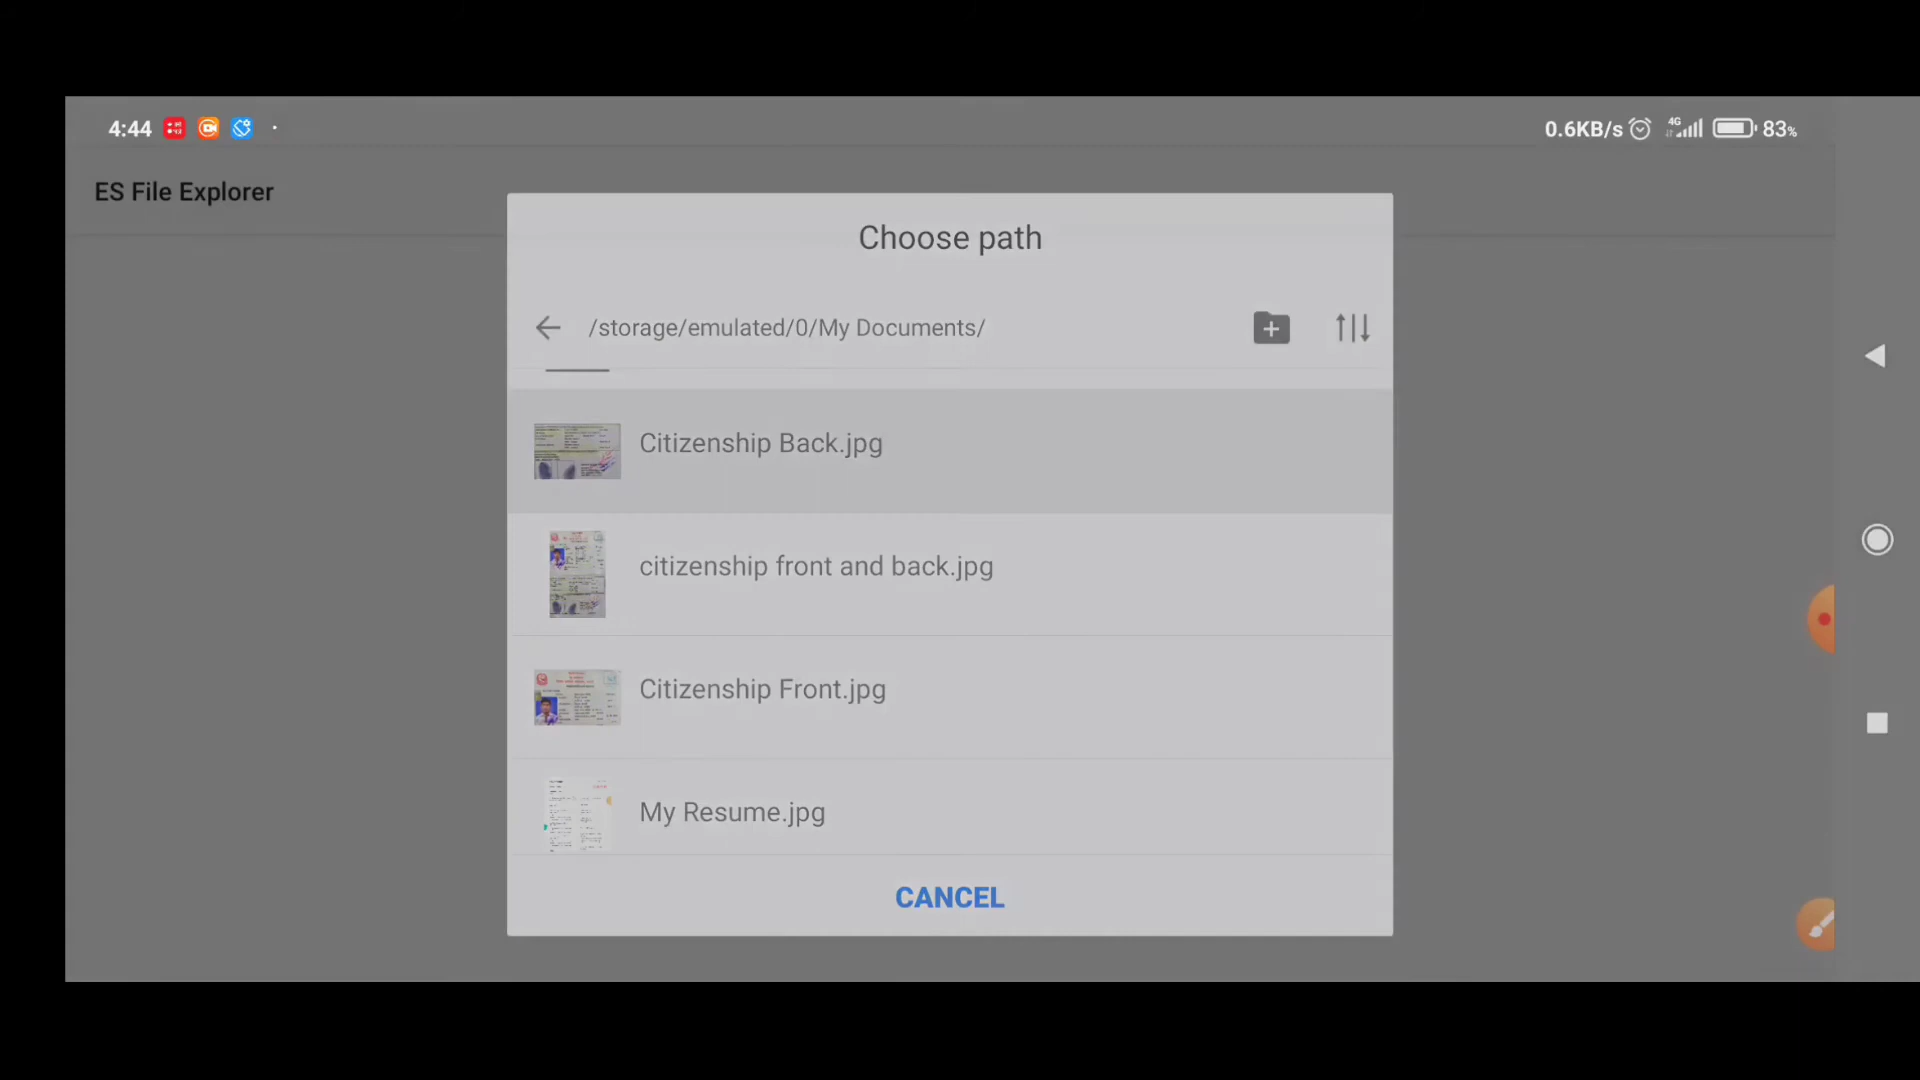 4:44
0.6KB/s 4G 83%
ES File Explorer
Choose path
/storage/emulated/0/My Documents/
Citizenship Back.jpg
citizenship front and back.jpg
Citizenship Front.jpg
My Resume.jpg
CANCEL